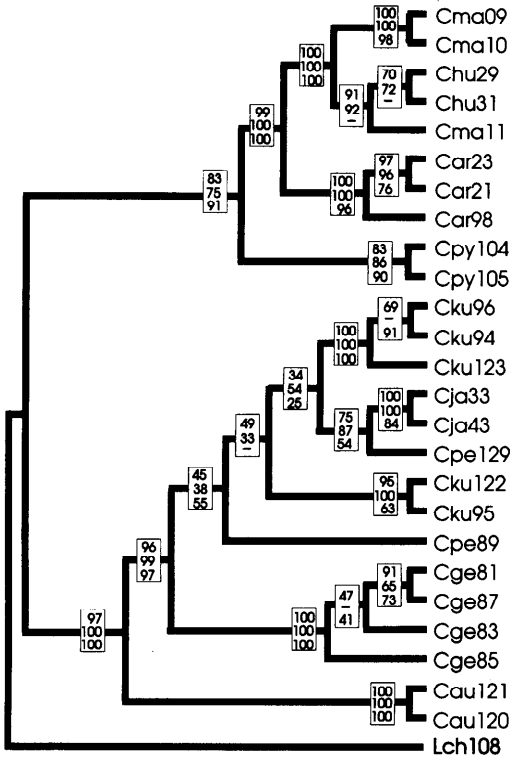 100
100
98
Cma09
Cma10
100
100
100
70
72
–
Chu29
Chu31
91
92
–
Cma11
99
100
100
97
96
76
Car23
Car21
100
100
96
Car98
83
75
91
83
86
90
Cpy104
Cpy105
69
–
91
Cku96
Cku94
100
100
100
Cku123
34
54
25
100
100
84
Cja33
Cja43
75
87
54
Cpe129
49
33
–
95
100
63
Cku122
Cku95
45
38
55
Cpe89
96
99
97
91
65
73
Cge81
Cge87
47
–
41
Cge83
97
100
100
100
100
100
Cge85
100
100
100
Cau121
Cau120
Lch108